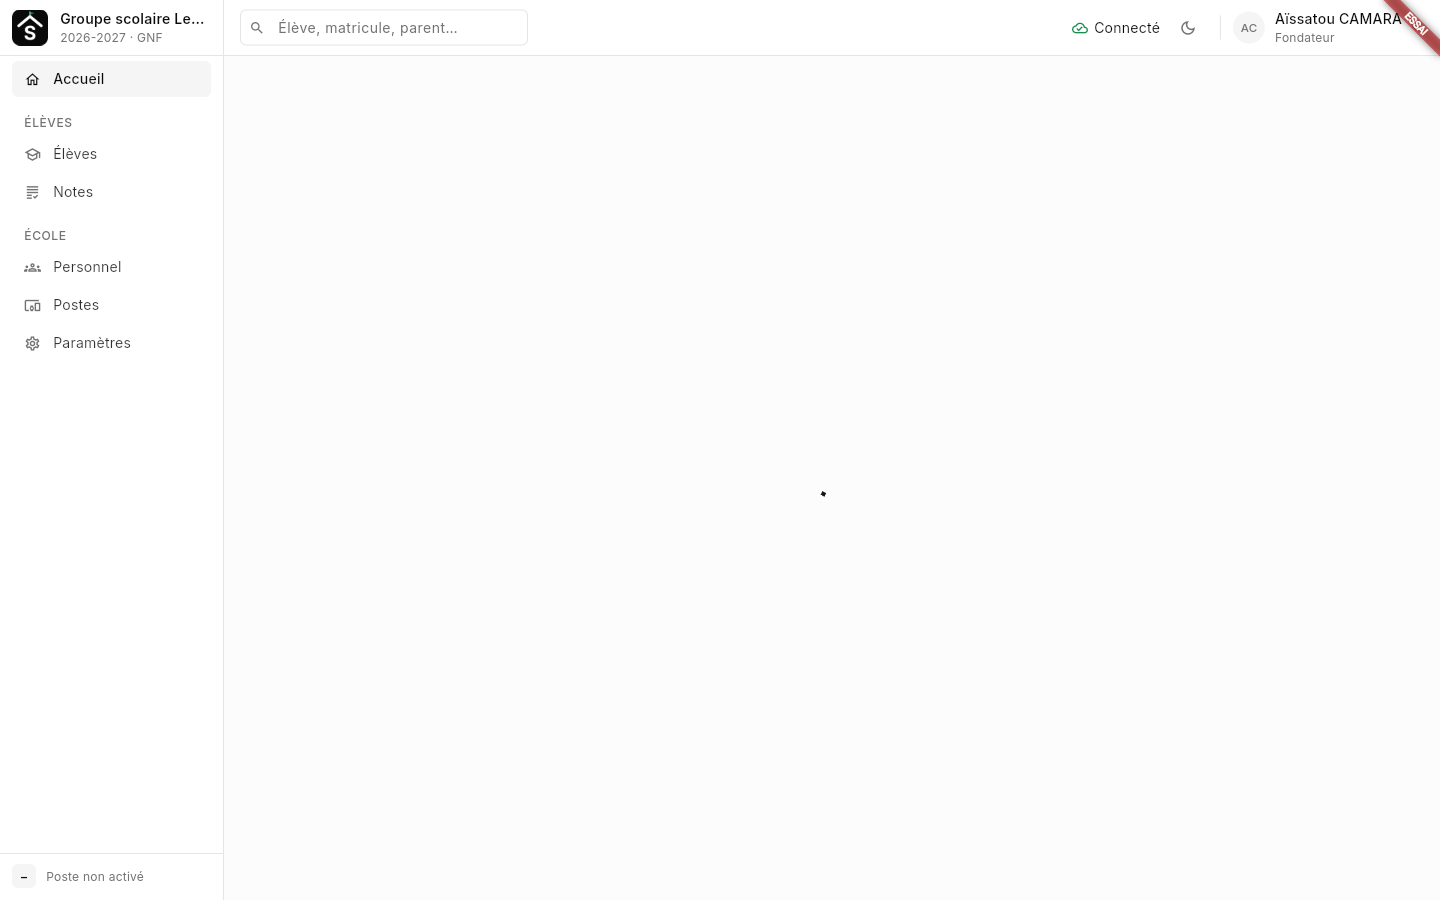 Groupe scolaire Le...
2026-2027 · GNF
Élève, matricule, parent...
Connecté
AC
Aïssatou CAMARA
Fondateur
ESSAI
Accueil
ÉLÈVES
Élèves
Notes
ÉCOLE
Personnel
Postes
Paramètres
– Poste non activé